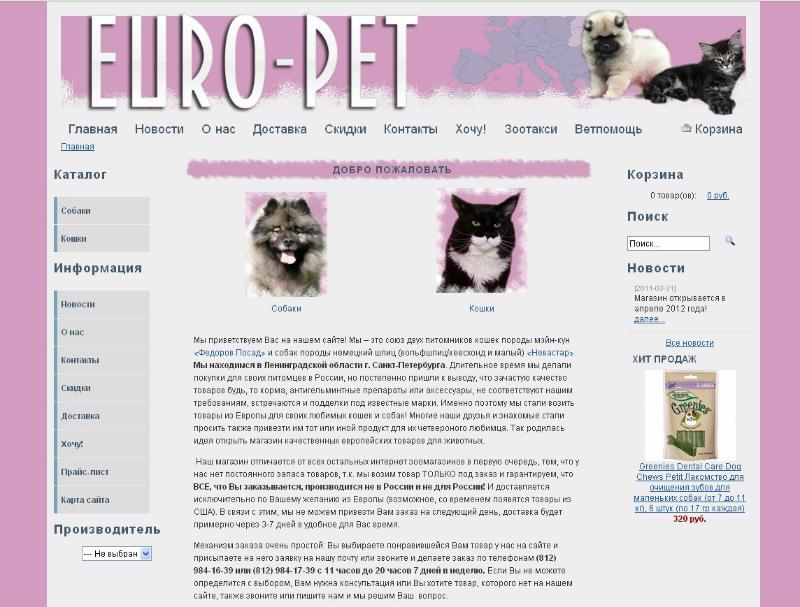 EURO-PET
Главная Новости О нас Доставка Скидки Контакты Хочу! Зоотакси Ветпомощь Корзина
Главная
Каталог
Собаки
Кошки
Информация
Новости
О нас
Контакты
Скидки
Доставка
Хочу!
Прайс-лист
Карта сайта
Производитель
--- Не выбран
ДОБРО ПОЖАЛОВАТЬ
Собаки Кошки
Мы приветствуем Вас на нашем сайте! Мы – это союз двух питомников кошек породы мэйн-кун
«Федоров Посад» и собак породы немецкий шпиц (вольфшпиц/кеесхонд и малый) «Невастар».
Мы находимся в Ленинградской области г. Санкт-Петербурга. Длительное время мы делали
покупки для своих питомцев в России, но постепенно пришли к выводу, что зачастую качество
товаров будь, то корма, антигельминтные препараты или аксессуары, не соответствуют нашим
требованиям, встречаются и подделки под известные марки. Именно поэтому мы стали возить
товары из Европы для своих любимых кошек и собак! Многие наши друзья и знакомые стали
просить также привезти им тот или иной продукт для их четвероного любимца. Так родилась
идея открыть магазин качественных европейских товаров для животных.
Наш магазин отличается от всех остальных интернет зоомагазинов в первую очередь, тем, что у
нас нет постоянного запаса товаров, т.к. мы возим товар ТОЛЬКО под заказ и гарантируем, что
ВСЕ, что Вы заказывается, производится не в России и не для России! И доставляется
исключительно по Вашему желанию из Европы (возможное, со временем появятся товары из
США). В связи с этим, мы не можем привезти Вам заказ на следующий день, доставка будет
примерно через 3-7 дней в удобное для Вас время.
Механизм заказа очень простой: Вы выбираете понравившейся Вам товар у нас на сайте и
присылаете на него заявку на нашу почту или звоните и делаете заказ по телефонам (812)
984-16-39 или (812) 984-17-39 с 11 часов до 20 часов 7 дней в неделю. Если Вы не можете
определится с выбором, Вам нужна консультация или Вы хотите товар, которого нет на нашем
сайте, также звоните или пишите нам и мы решим Ваш вопрос.
Корзина
0 товар(ов): 0 руб.
Поиск
Поиск...
Новости
[2011-03-31]
Магазин открывается в
апреле 2012 года!
далее...
Все новости
ХИТ ПРОДАЖ
Greenies
Greenies Dental Care Dog
Chews Petit Лакомство для
очищения зубов для
маленьких собак (от 7 до 11
кг), 6 штук (по 17 гр каждая)
320 руб.